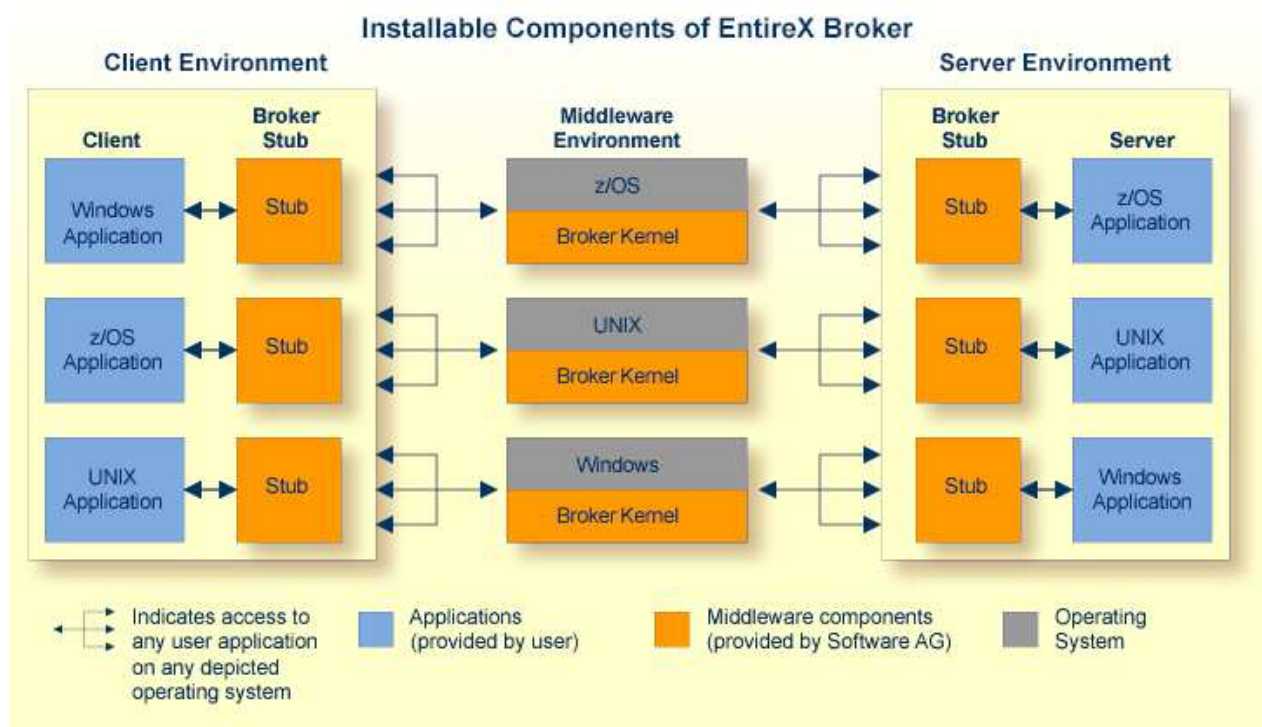 Installable Components of EntireX Broker
Client Environment
Server Environment
Client
Broker
Stub
Middleware
Environment
Broker
Stub
Server
Windows
Application
Stub
z/OS
Broker Kernel
Stub
z/OS
Application
z/OS
Application
Stub
UNIX
Broker Kernel
Stub
UNIX
Application
UNIX
Application
Stub
Windows
Broker Kernel
Stub
Windows
Application
Indicates access to
any user application
on any depicted
operating system
Applications
(provided by user)
Middleware components
(provided by Software AG)
Operating
System